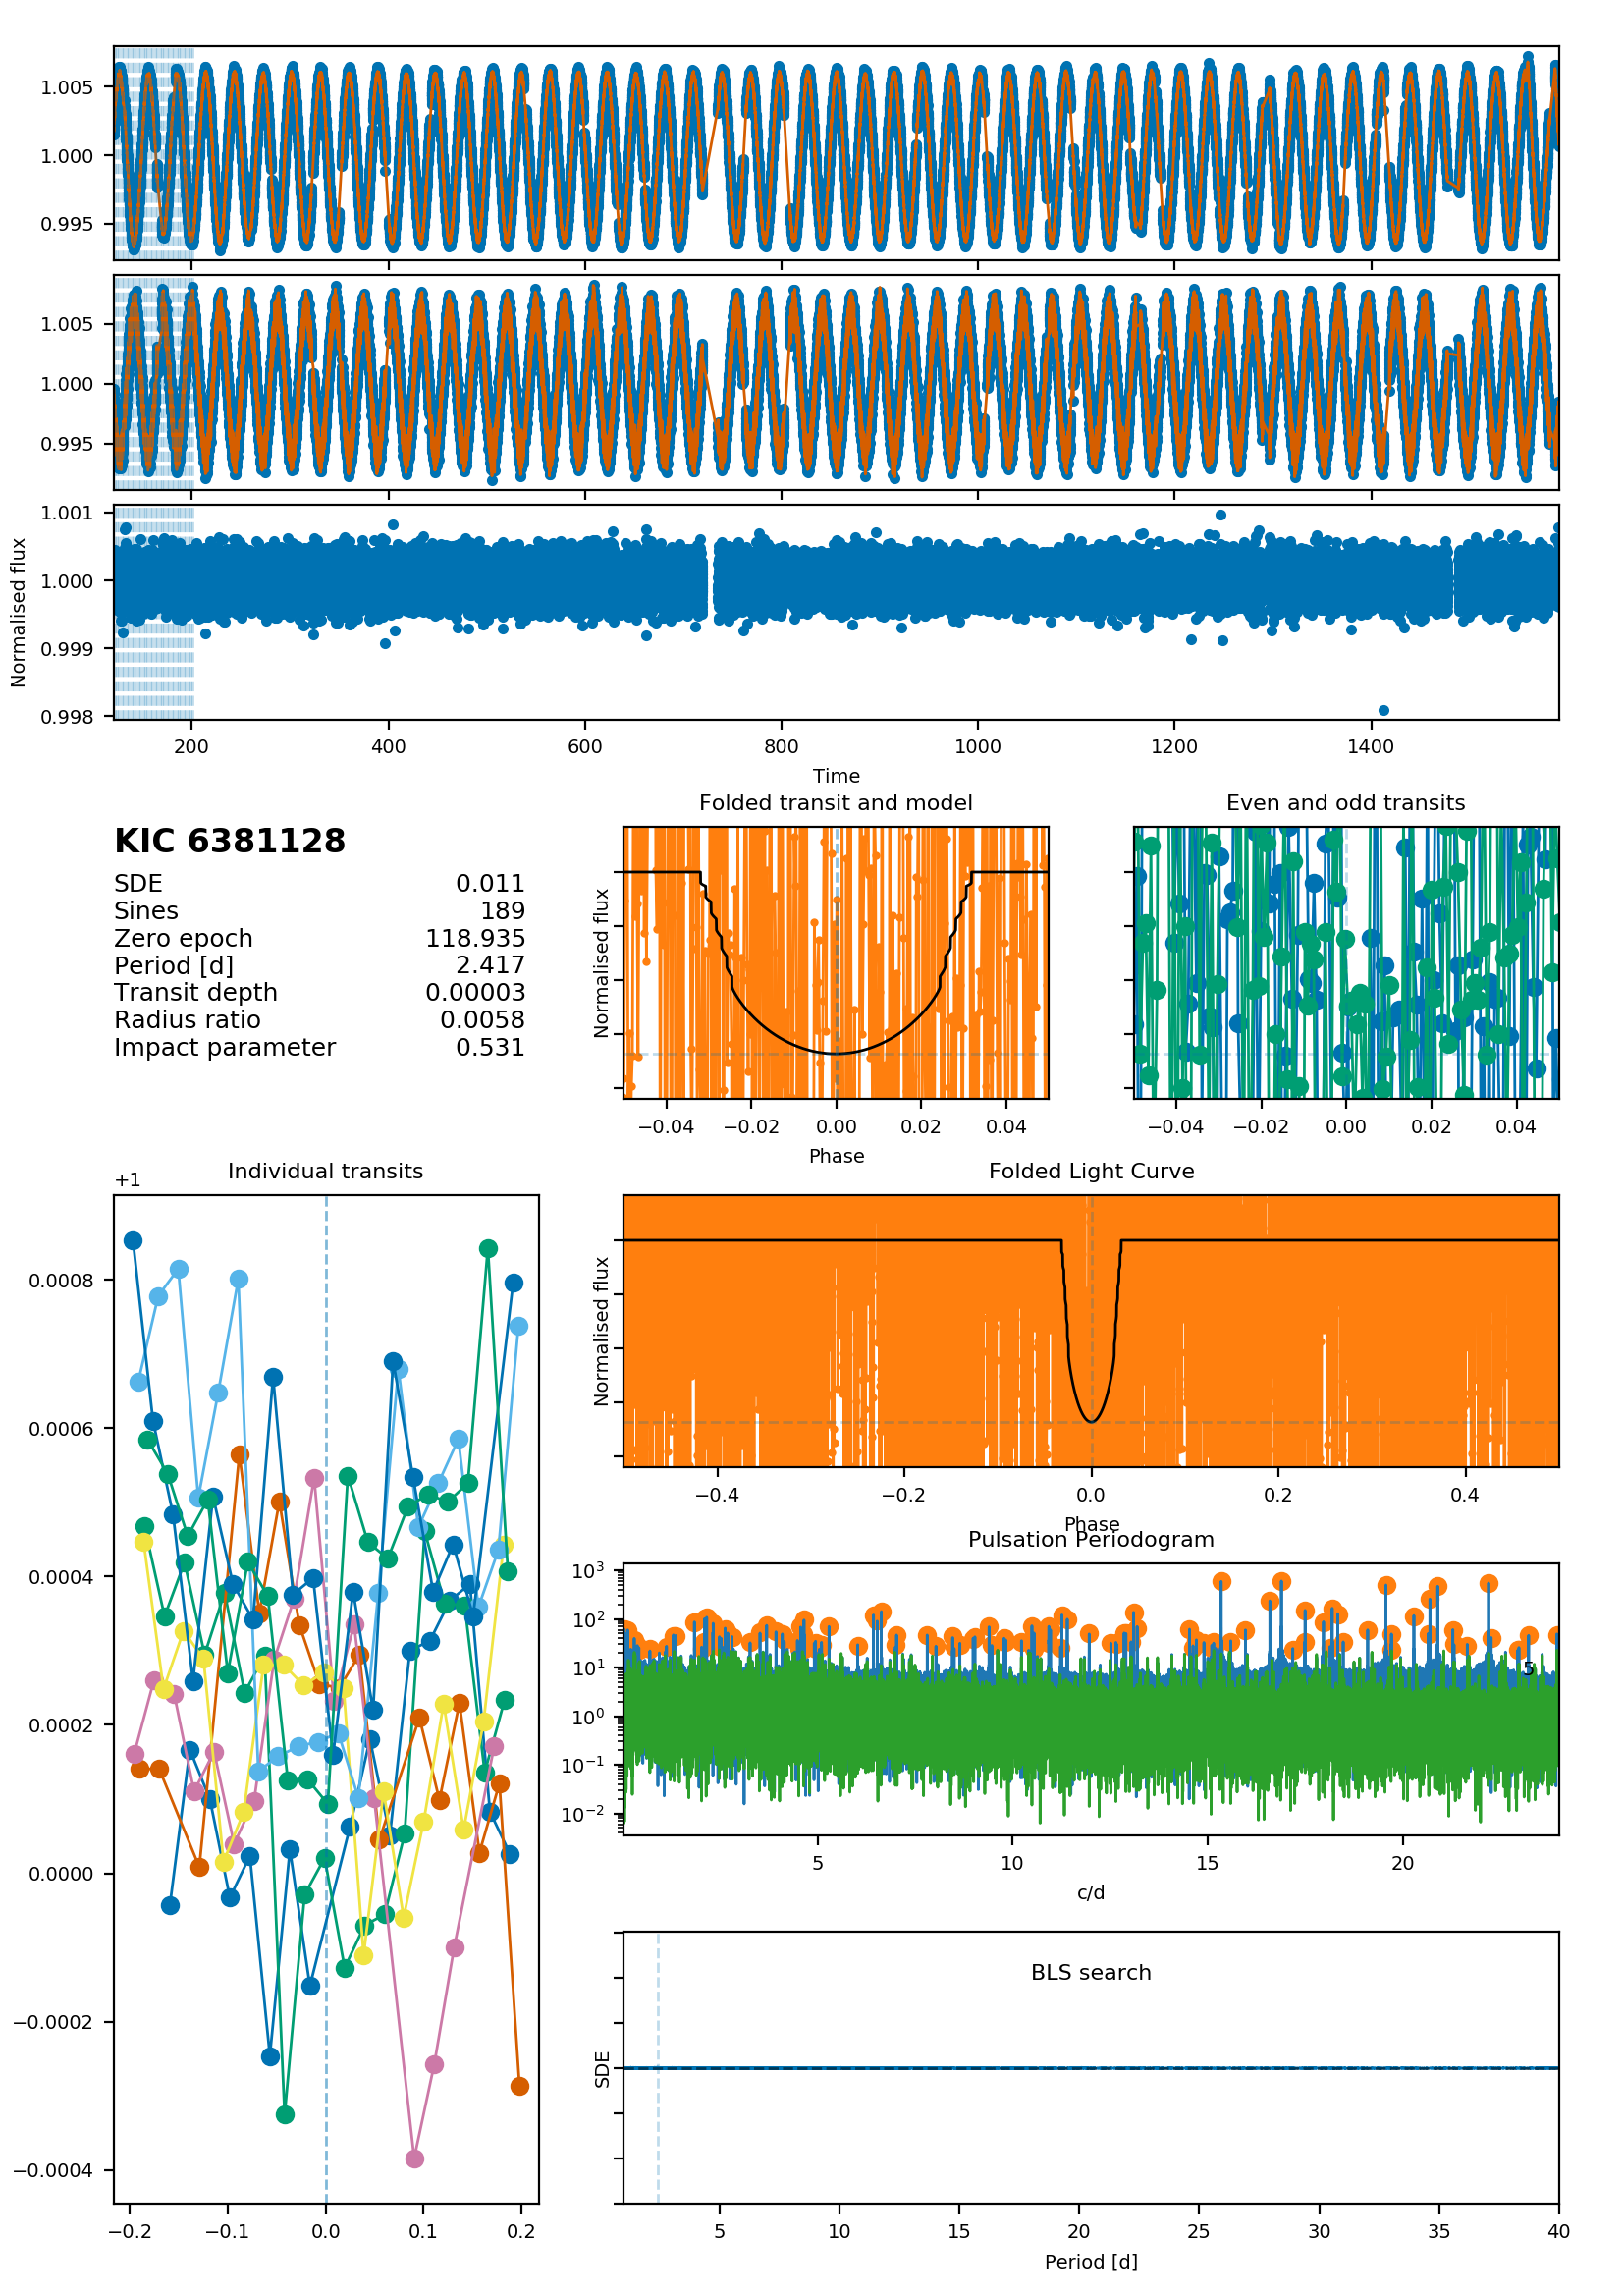 1.005
1.000
0.995
1.005
1.000
0.995
1.001
1.000
0.999
0.998
Normalised flux
200 400 600 800 1000 1200 1400
Time
KIC 6381128
SDE 0.011
Sines 189
Zero epoch 118.935
Period [d] 2.417
Transit depth 0.00003
Radius ratio 0.0058
Impact parameter 0.531
Folded transit and model
Normalised flux
−0.04 −0.02 0.00 0.02 0.04
Phase
Even and odd transits
−0.04 −0.02 0.00 0.02 0.04
Individual transits
+1
0.0008
0.0006
0.0004
0.0002
0.0000
−0.0002
−0.0004
−0.2 −0.1 0.0 0.1 0.2
Folded Light Curve
Normalised flux
−0.4 −0.2 0.0 0.2 0.4
Phase
Pulsation Periodogram
10³
10²
10¹
10⁰
10⁻¹
10⁻²
5
5 10 15 20
c/d
BLS search
SDE
5 10 15 20 25 30 35 40
Period [d]